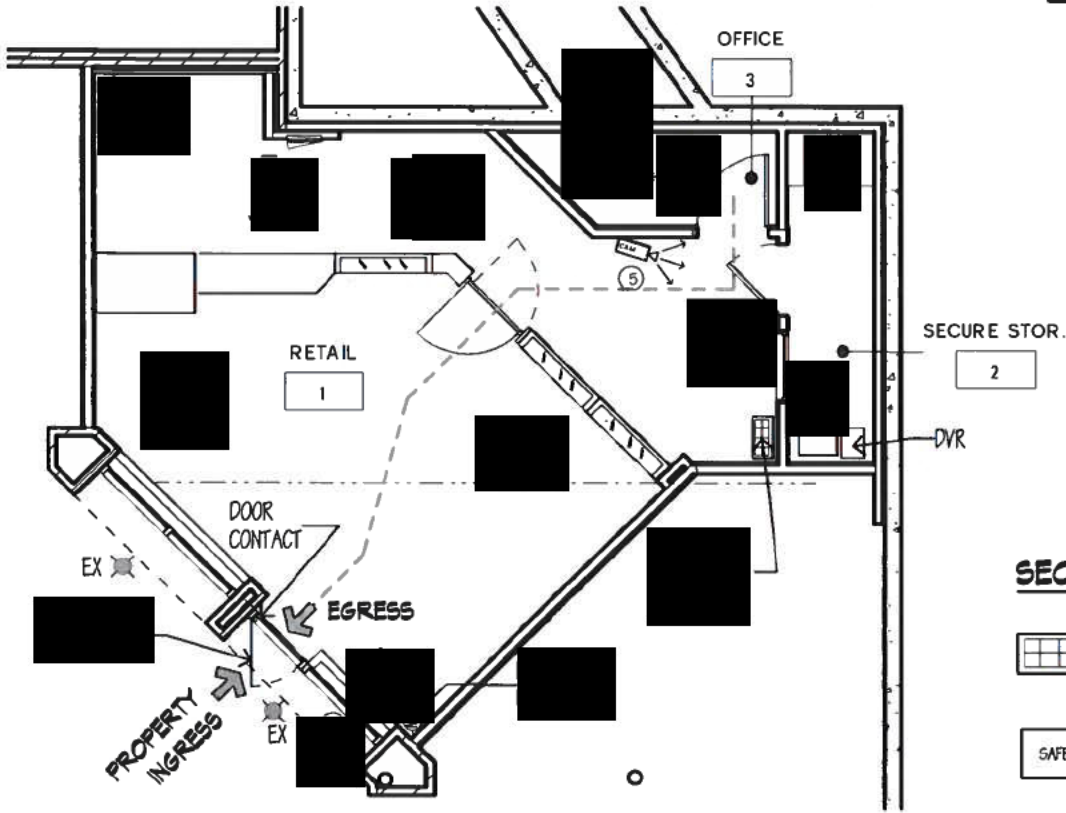 OFFICE
3
CAM
5
SECURE STOR.
2
RETAIL
1
DVR
DOOR
CONTACT
EX
EGRESS
PROPERTY
INGRESS
EX
SEC
SAFE